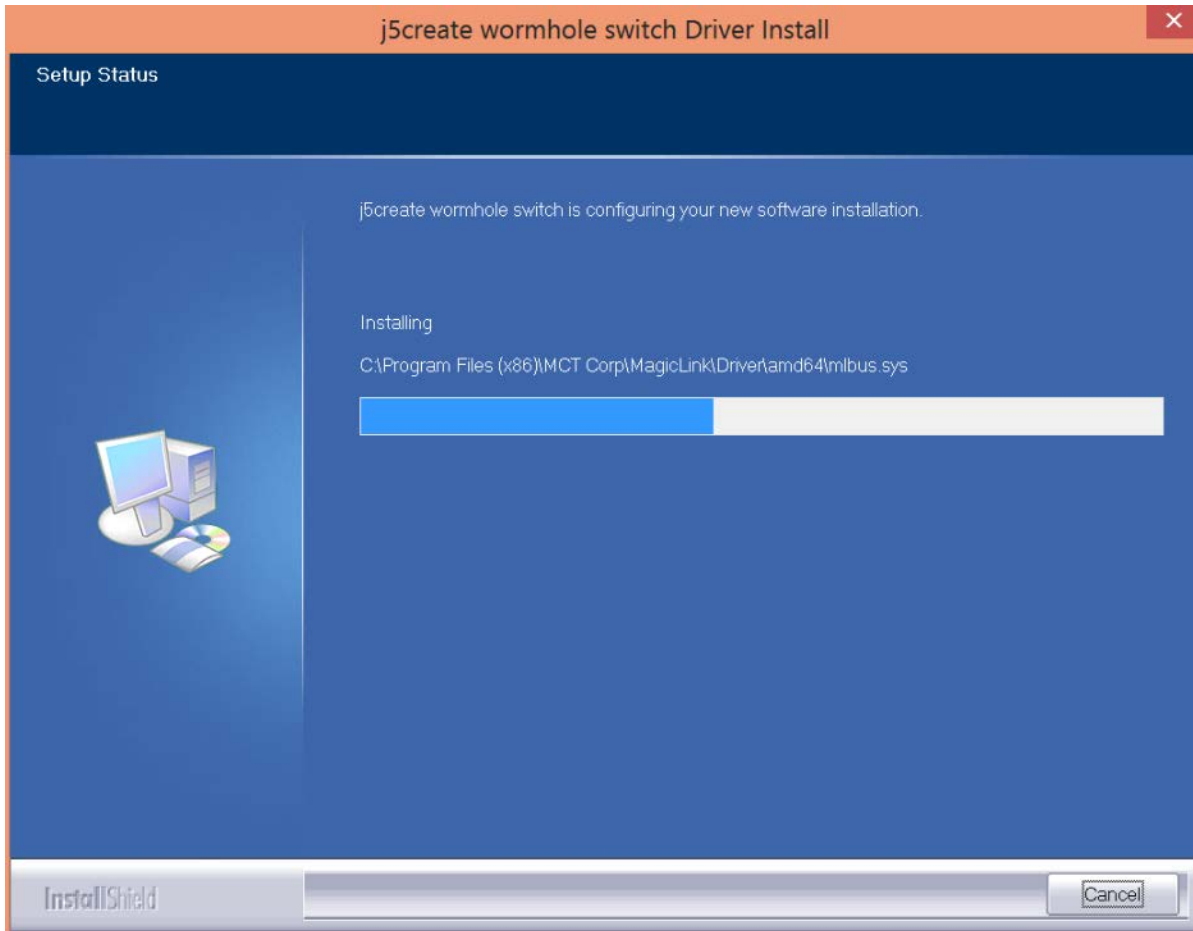 j5create wormhole switch Driver Install
Setup Status
j5create wormhole switch is configuring your new software installation.
Installing
C:\Program Files (x86)\MCT Corp\MagicLink\Driver\amd64\mlbus.sys
InstallShield
Cancel